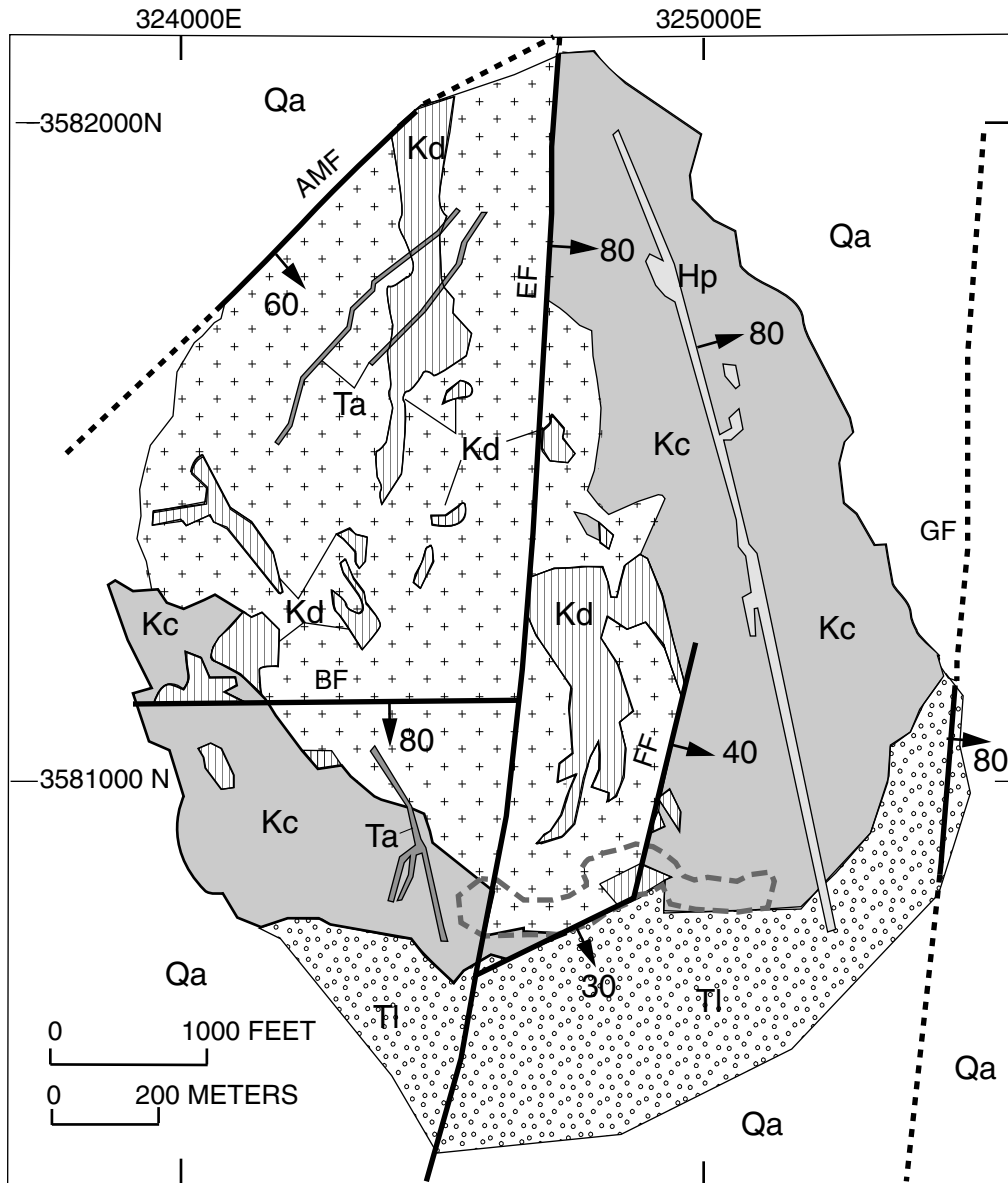 324000E
325000E
Qa
3582000N
Kd
AMF
Qa
EF
80
Hp
60
80
Ta
Kd
Kc
GF
Kc
Kd
Kd
Kc
BF
80
FF
40
80
3581000 N
Kc
Ta
Qa
30
Tl
Tl
0 1000 FEET
0 200 METERS
Qa
Qa